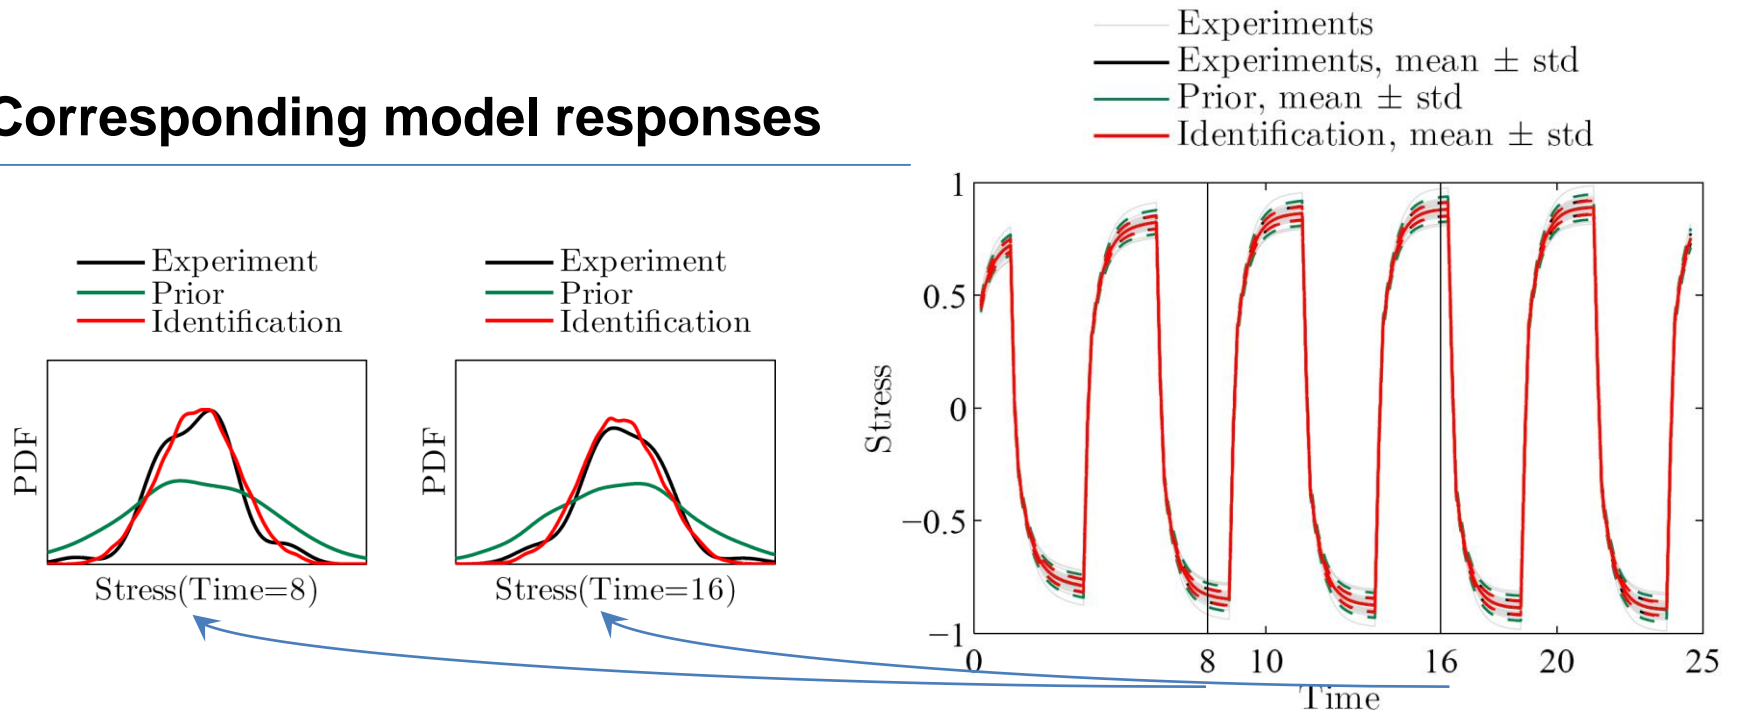 Corresponding model responses
Experiments
Experiments, mean ± std
Prior, mean ± std
Identification, mean ± std
Experiment
Prior
Identification
PDF
Stress(Time=8)
Experiment
Prior
Identification
PDF
Stress(Time=16)
Stress
1
0.5
0
−0.5
−1
0
8
10
16
20
25
Time